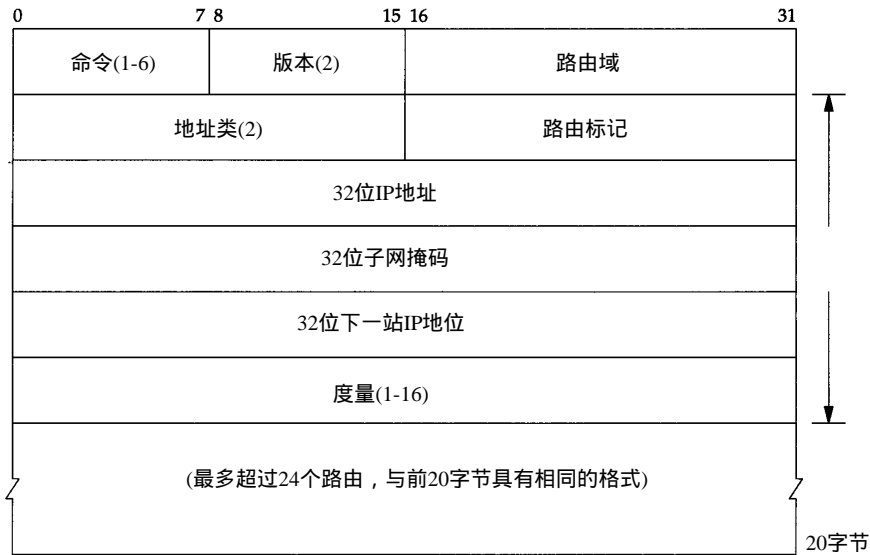 0 7 8 15 16 31
命令(1-6) 版本(2) 路由域
地址类(2) 路由标记
32位IP地址
32位子网掩码
32位下一站IP地位
度量(1-16)
(最多超过24个路由，与前20字节具有相同的格式)
20字节